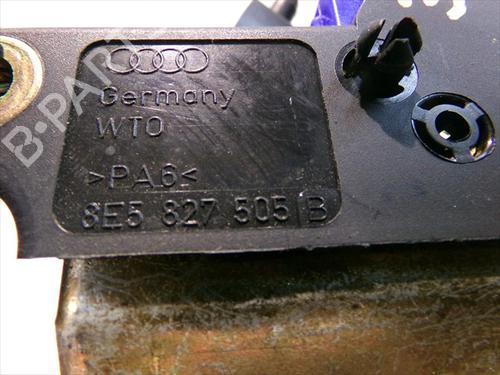 Germany
WTO
>PA6<
8E5 827 505 B
B-PARTS